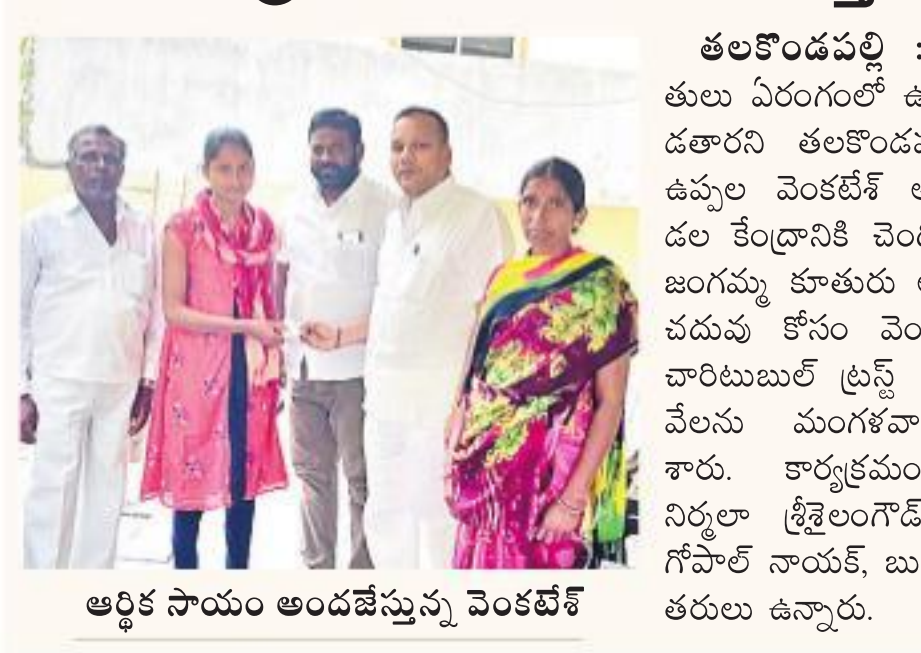 తలకొండపల్లి :
తులు ఏరంగంలో
డతారని తలకొండప
ఉప్పల వెంకటేశ్
డల కేంద్రానికి
జంగమ్మ కూతురు
చదువు కోసం వెం
చారిటుబుల్ ట్రస్ట్
వేలను మంగళవా
శారు. కార్యక్రమం
నిర్మలా శ్రీశైలంగౌడ్
గోపాల్ నాయక్, బు
తరులు ఉన్నారు.
ఆర్థిక సాయం అందజేస్తున్న వెంకటేశ్